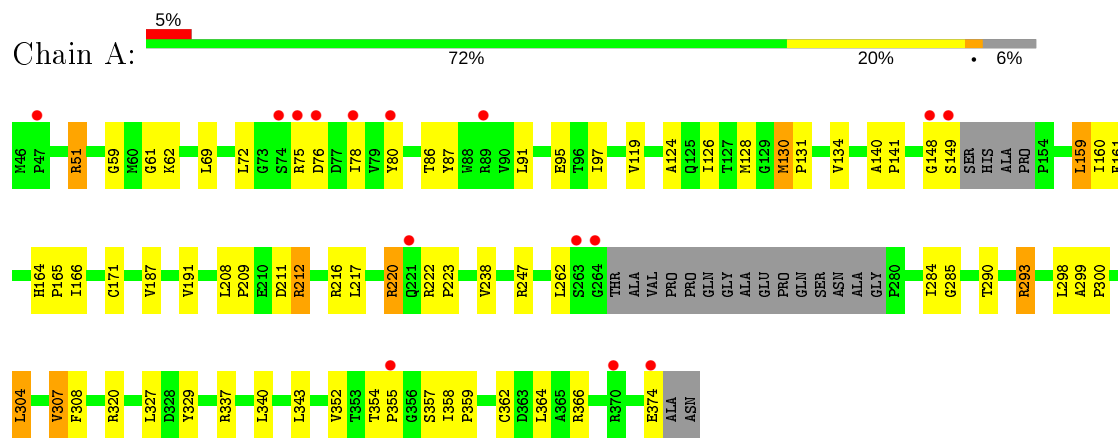 5%
Chain A:
72% 20% • 6%
M46 P47 R51 G59 M60 G61 K62 L69 L72 G73 S74 R75 D76 D77 I78 V79 Y80 T86 Y87 W88 R89 V90 L91 E95 T96 I97 V119 A124 Q125 I126 T127 M128 G129 M130 P131 V134 A140 P141 G148 S149 SER HIS ALA PRO P154 L159 I160
H164 P165 I166 C171 V187 V191 L208 P209 E210 D211 R212 R216 L217 R220 Q221 R222 P223 V238 R247 L262 S263 G264 THR ALA VAL PRO PRO GLN GLY ALA GLU PRO GLN SER ASN ALA GLY P280 I284 G285 T290 R293 L298 A299 P300
L304 V307 F308 R320 L327 D328 Y329 R337 L340 L343 V352 T353 T354 P355 G356 S357 I358 P359 C362 D363 L364 A365 R366 R370 E374 ALA ASN